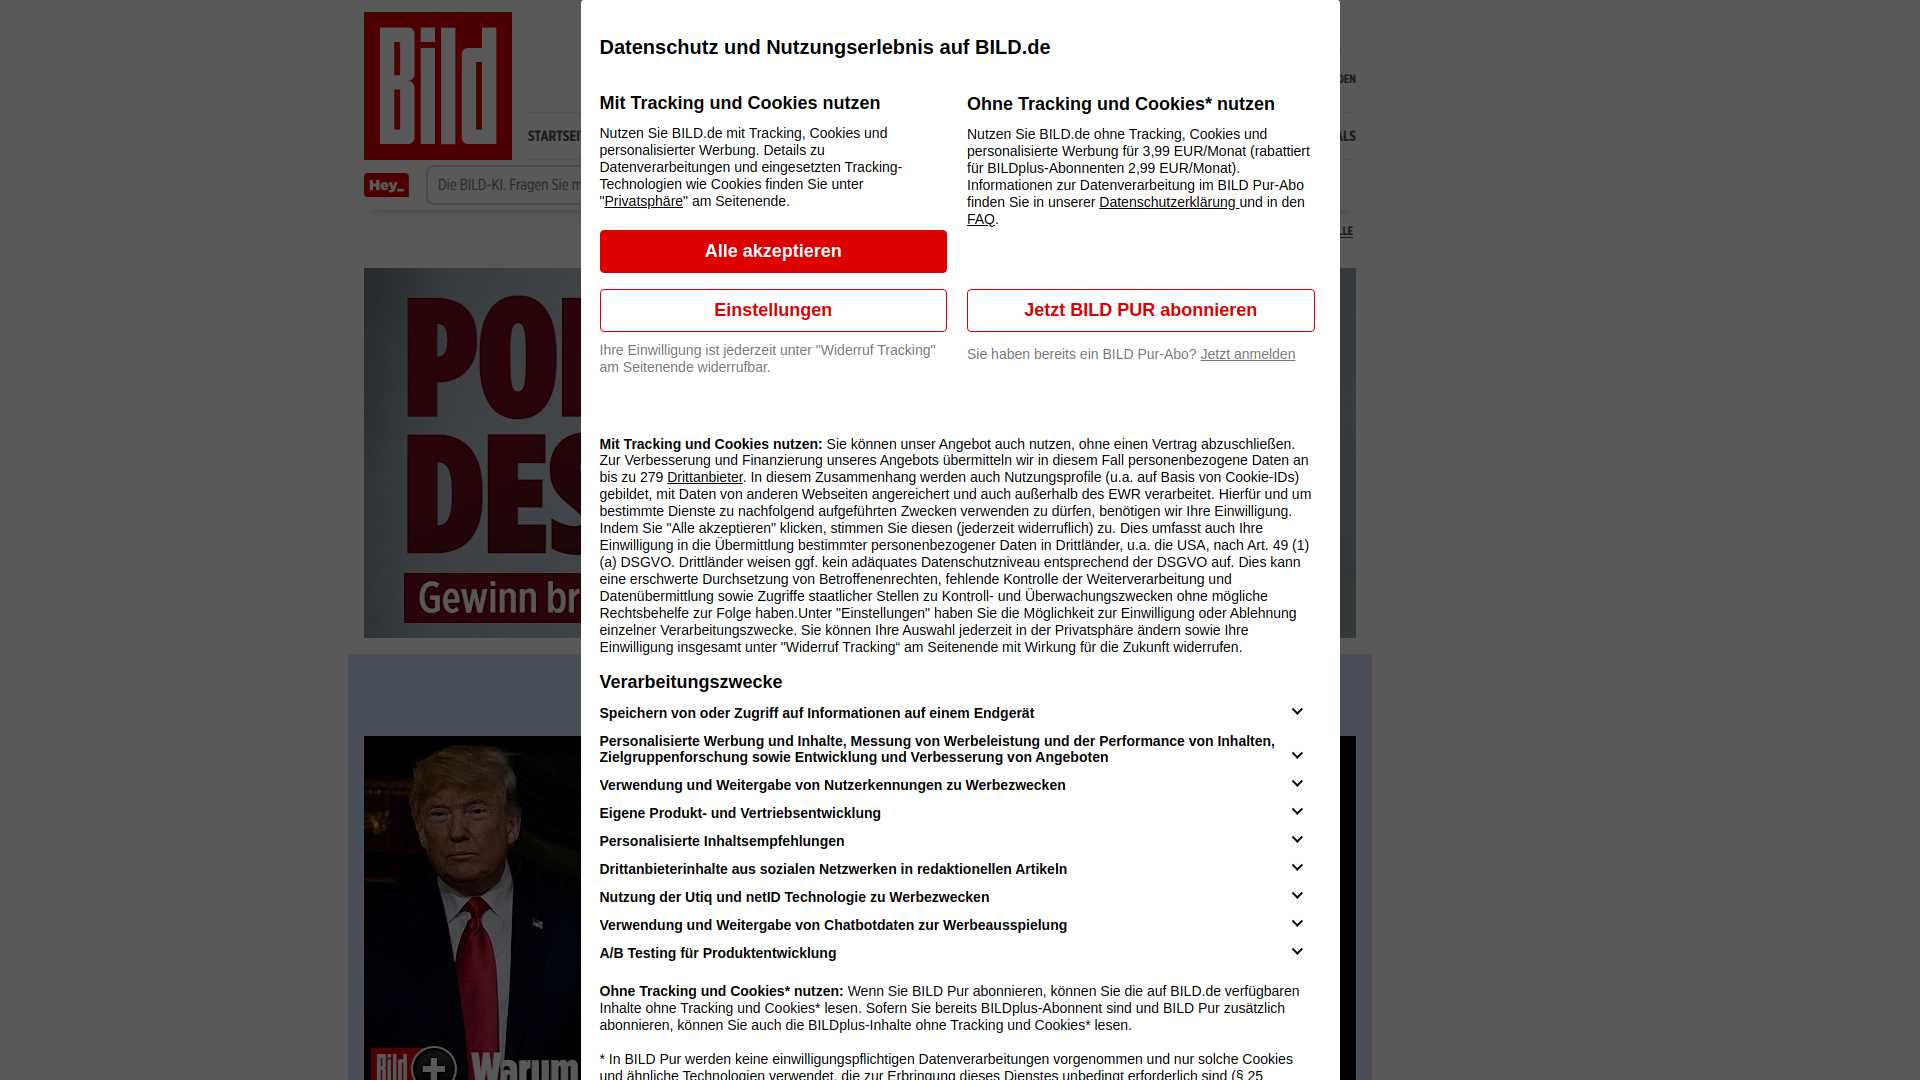 Bild
DEN
STARTSEI
ALS
Hey_
Die BILD-KI. Fragen Sie m
LLE
DES
Gewinn br
Bild
Warum
Datenschutz und Nutzungserlebnis auf BILD.de
Mit Tracking und Cookies nutzen
Nutzen Sie BILD.de mit Tracking, Cookies und
personalisierter Werbung. Details zu
Datenverarbeitungen und eingesetzten Tracking-
Technologien wie Cookies finden Sie unter
"Privatsphäre" am Seitenende.
Alle akzeptieren
Einstellungen
Ihre Einwilligung ist jederzeit unter "Widerruf Tracking"
am Seitenende widerrufbar.
Ohne Tracking und Cookies* nutzen
Nutzen Sie BILD.de ohne Tracking, Cookies und
personalisierte Werbung für 3,99 EUR/Monat (rabattiert
für BILDplus-Abonnenten 2,99 EUR/Monat).
Informationen zur Datenverarbeitung im BILD Pur-Abo
finden Sie in unserer Datenschutzerklärung und in den
FAQ.
Jetzt BILD PUR abonnieren
Sie haben bereits ein BILD Pur-Abo? Jetzt anmelden
Mit Tracking und Cookies nutzen: Sie können unser Angebot auch nutzen, ohne einen Vertrag abzuschließen.
Zur Verbesserung und Finanzierung unseres Angebots übermitteln wir in diesem Fall personenbezogene Daten an
bis zu 279 Drittanbieter. In diesem Zusammenhang werden auch Nutzungsprofile (u.a. auf Basis von Cookie-IDs)
gebildet, mit Daten von anderen Webseiten angereichert und auch außerhalb des EWR verarbeitet. Hierfür und um
bestimmte Dienste zu nachfolgend aufgeführten Zwecken verwenden zu dürfen, benötigen wir Ihre Einwilligung.
Indem Sie "Alle akzeptieren" klicken, stimmen Sie diesen (jederzeit widerruflich) zu. Dies umfasst auch Ihre
Einwilligung in die Übermittlung bestimmter personenbezogener Daten in Drittländer, u.a. die USA, nach Art. 49 (1)
(a) DSGVO. Drittländer weisen ggf. kein adäquates Datenschutzniveau entsprechend der DSGVO auf. Dies kann
eine erschwerte Durchsetzung von Betroffenenrechten, fehlende Kontrolle der Weiterverarbeitung und
Datenübermittlung sowie Zugriffe staatlicher Stellen zu Kontroll- und Überwachungszwecken ohne mögliche
Rechtsbehelfe zur Folge haben.Unter "Einstellungen" haben Sie die Möglichkeit zur Einwilligung oder Ablehnung
einzelner Verarbeitungszwecke. Sie können Ihre Auswahl jederzeit in der Privatsphäre ändern sowie Ihre
Einwilligung insgesamt unter "Widerruf Tracking“ am Seitenende mit Wirkung für die Zukunft widerrufen.
Verarbeitungszwecke
Speichern von oder Zugriff auf Informationen auf einem Endgerät
Personalisierte Werbung und Inhalte, Messung von Werbeleistung und der Performance von Inhalten,
Zielgruppenforschung sowie Entwicklung und Verbesserung von Angeboten
Verwendung und Weitergabe von Nutzerkennungen zu Werbezwecken
Eigene Produkt- und Vertriebsentwicklung
Personalisierte Inhaltsempfehlungen
Drittanbieterinhalte aus sozialen Netzwerken in redaktionellen Artikeln
Nutzung der Utiq und netID Technologie zu Werbezwecken
Verwendung und Weitergabe von Chatbotdaten zur Werbeausspielung
A/B Testing für Produktentwicklung
Ohne Tracking und Cookies* nutzen: Wenn Sie BILD Pur abonnieren, können Sie die auf BILD.de verfügbaren
Inhalte ohne Tracking und Cookies* lesen. Sofern Sie bereits BILDplus-Abonnent sind und BILD Pur zusätzlich
abonnieren, können Sie auch die BILDplus-Inhalte ohne Tracking und Cookies* lesen.
* In BILD Pur werden keine einwilligungspflichtigen Datenverarbeitungen vorgenommen und nur solche Cookies
und ähnliche Technologien verwendet, die zur Erbringung dieses Dienstes unbedingt erforderlich sind (§ 25